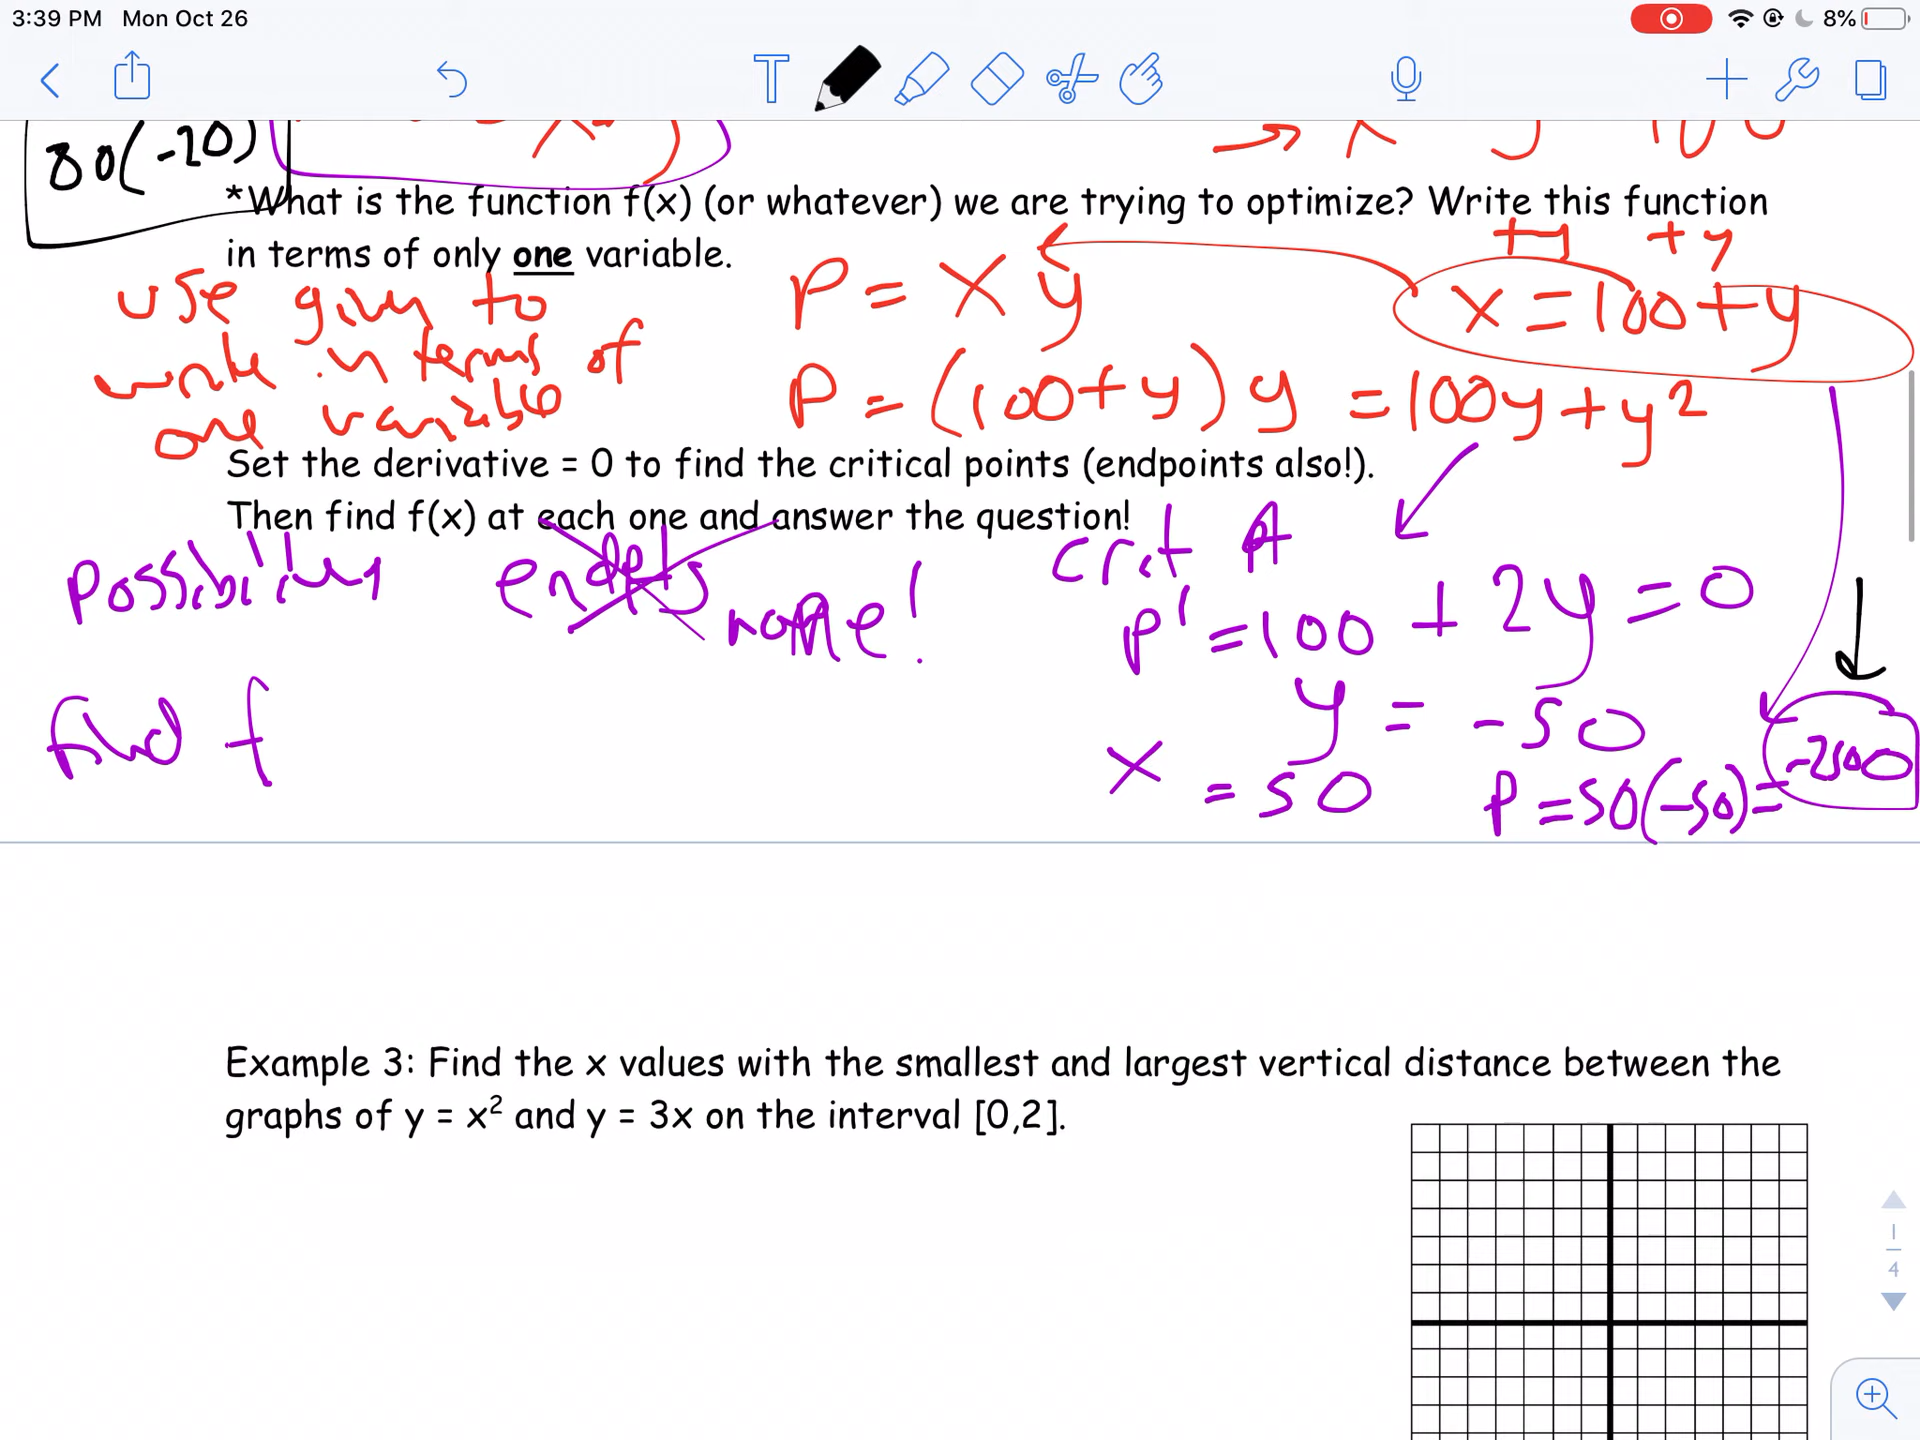 3:39 PM Mon Oct 26
8%
80(-20)
*What is the function f(x) (or whatever) we are trying to optimize? Write this function
in terms of only one variable.
+y +y
use given to
write in terms of
one variable
P = x y
x = 100 + y
P = (100 + y) y = 100y + y²
Set the derivative = 0 to find the critical points (endpoints also!).
Then find f(x) at each one and answer the question!
endpts
none!
crit pt
P' = 100 + 2y = 0
y = -50
find f
x = 50
P = 50(-50) = -2500
Example 3: Find the x values with the smallest and largest vertical distance between the
graphs of y = x² and y = 3x on the interval [0,2].
1
4